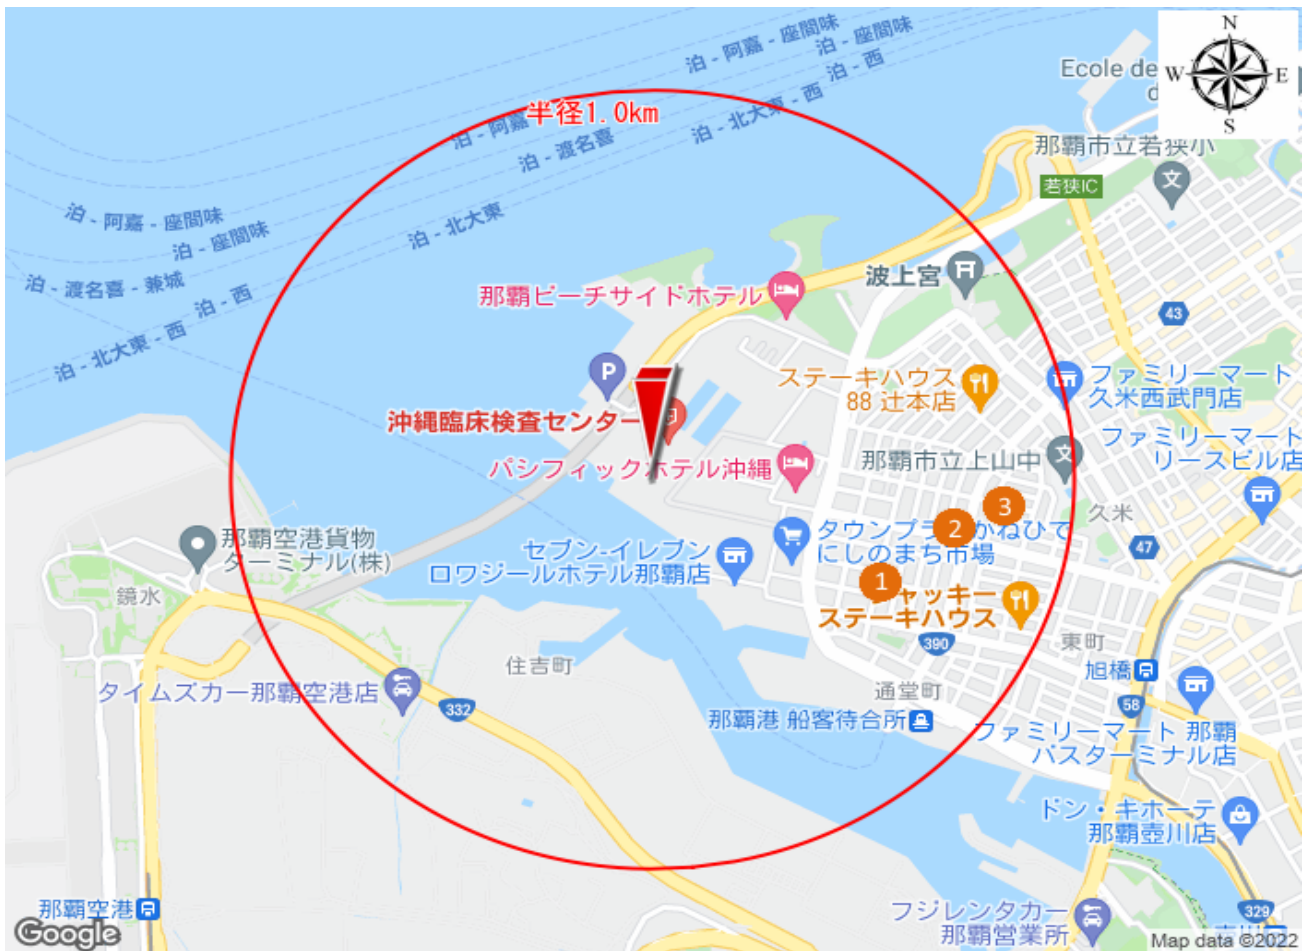 N
W
E
S
泊 - 阿嘉 - 座間味
泊 - 座間味
泊 - 西
Ecole de
半径1.0km
泊 - 阿嘉 - 座間味
泊 - 北大東 - 西
泊 - 渡名喜
那覇市立若狭小
若狭IC
泊 - 阿嘉 - 座間味
泊 - 座間味
泊 - 北大東
泊 - 渡名喜 - 兼城
泊 - 西
泊 - 北大東 - 西
波上宮
那覇ビーチサイドホテル
43
P
ステーキハウス
88 辻本店
ファミリーマート
久米西武門店
沖縄臨床検査センター
パシフィックホテル沖縄
那覇市立上山中
ファミリーマート
リースビル店
3
久米
2
那覇空港貨物
ターミナル(株)
セブン-イレブン
ロワジールホテル那覇店
タウンプラ
かねひで
にしのまち市場
47
1
鏡水
ャッキー
ステーキハウス
390
東町
住吉町
旭橋
タイムズカー那覇空港店
332
通堂町
58
那覇港 船客待合所
ファミリーマート 那覇
バスターミナル店
ドン・キホーテ
那覇壺川店
那覇空港
フジレンタカー
那覇営業所
329
Google
Map data ©2022